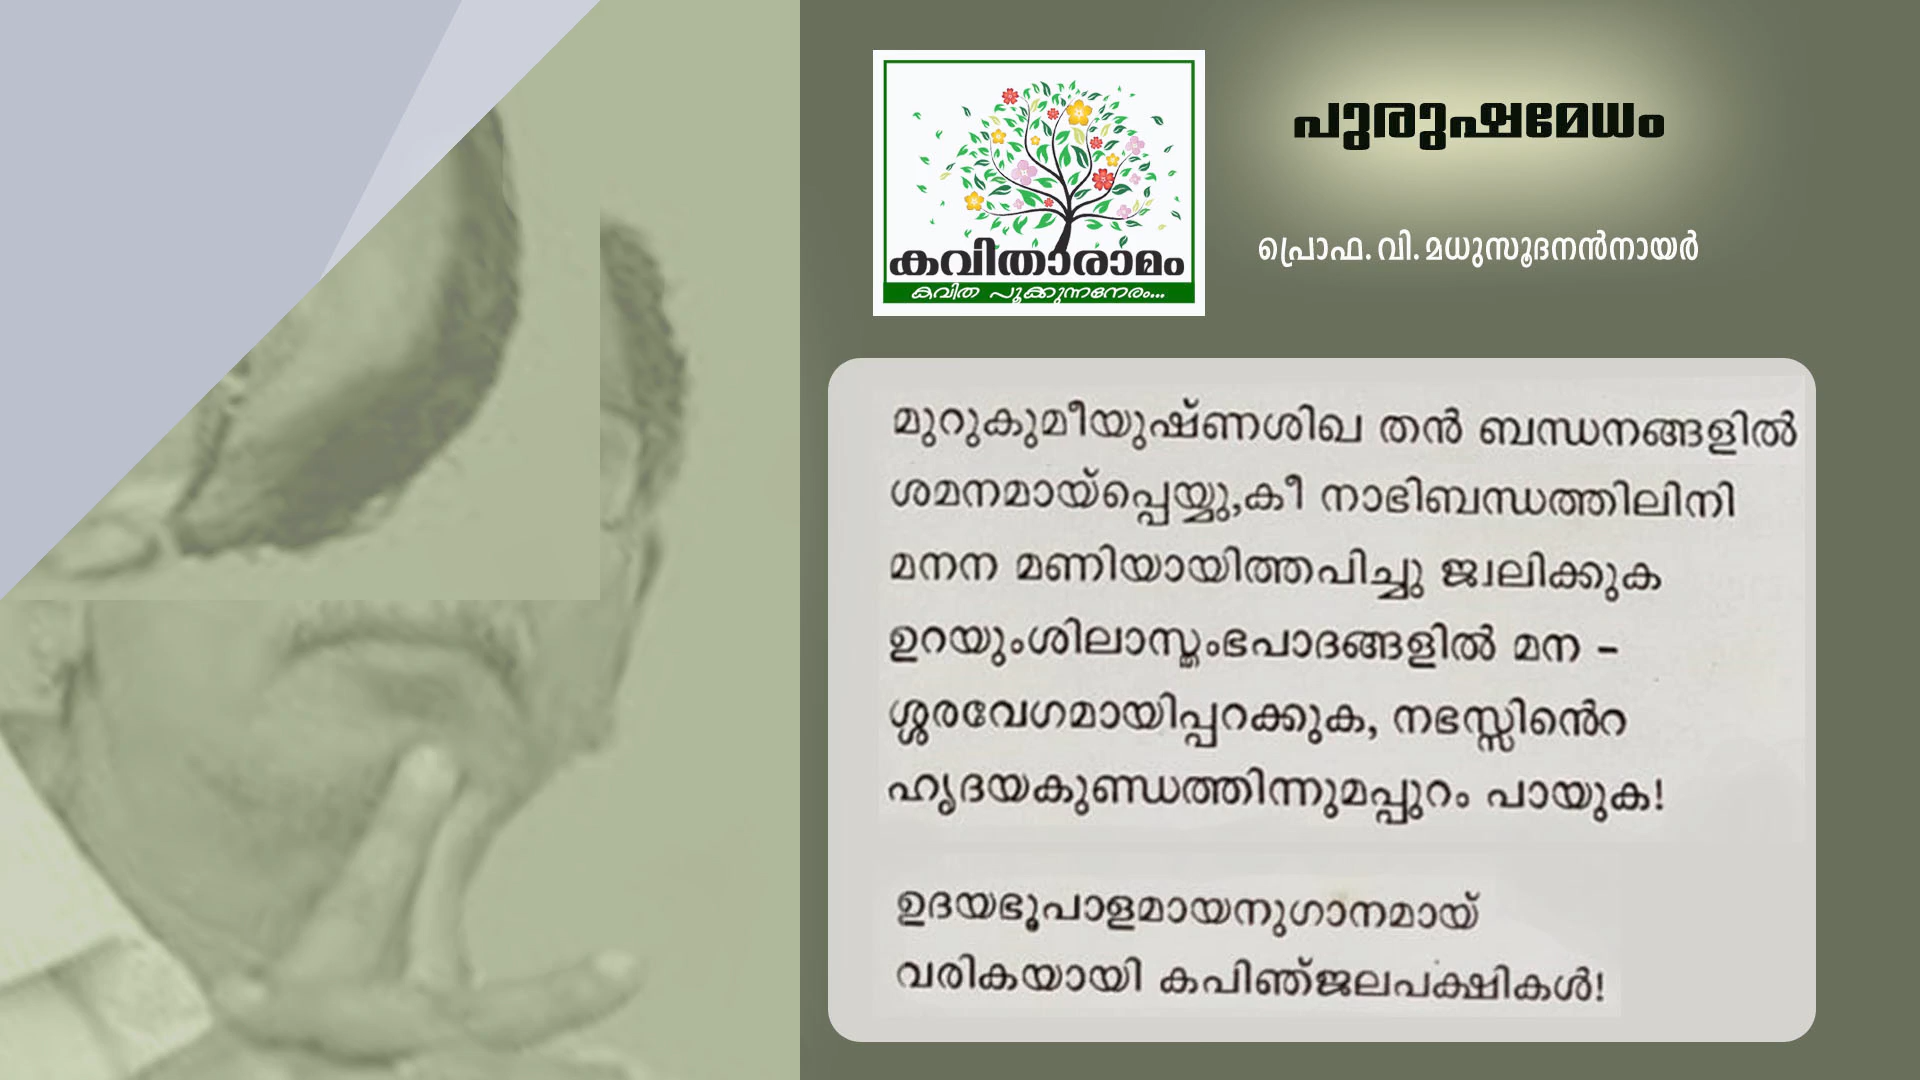 കവിതാരാമം
കവിത പൂക്കുന്നനേരം...
പുരുഷമേധം
പ്രൊഫ. വി. മധുസൂദനൻനായർ
മുറുകുമീയുഷ്ണശിഖ തൻ ബന്ധനങ്ങളിൽ
ശമനമായ്പ്പെയ്യു,കീ നാഭിബന്ധത്തിലിനി
മനന മണിയായിത്തപിച്ചു ജ്വലിക്കുക
ഉറയുംശിലാസ്തംഭപാദങ്ങളിൽ മന –
ശ്ശരവേഗമായിപ്പറക്കുക, നഭസ്സിൻെറ
ഹൃദയകുണ്ഡത്തിന്നുമപ്പുറം പായുക!
ഉദയഭൂപാളമായനുഗാനമായ്
വരികയായി കപിഞ്ജലപക്ഷികൾ!